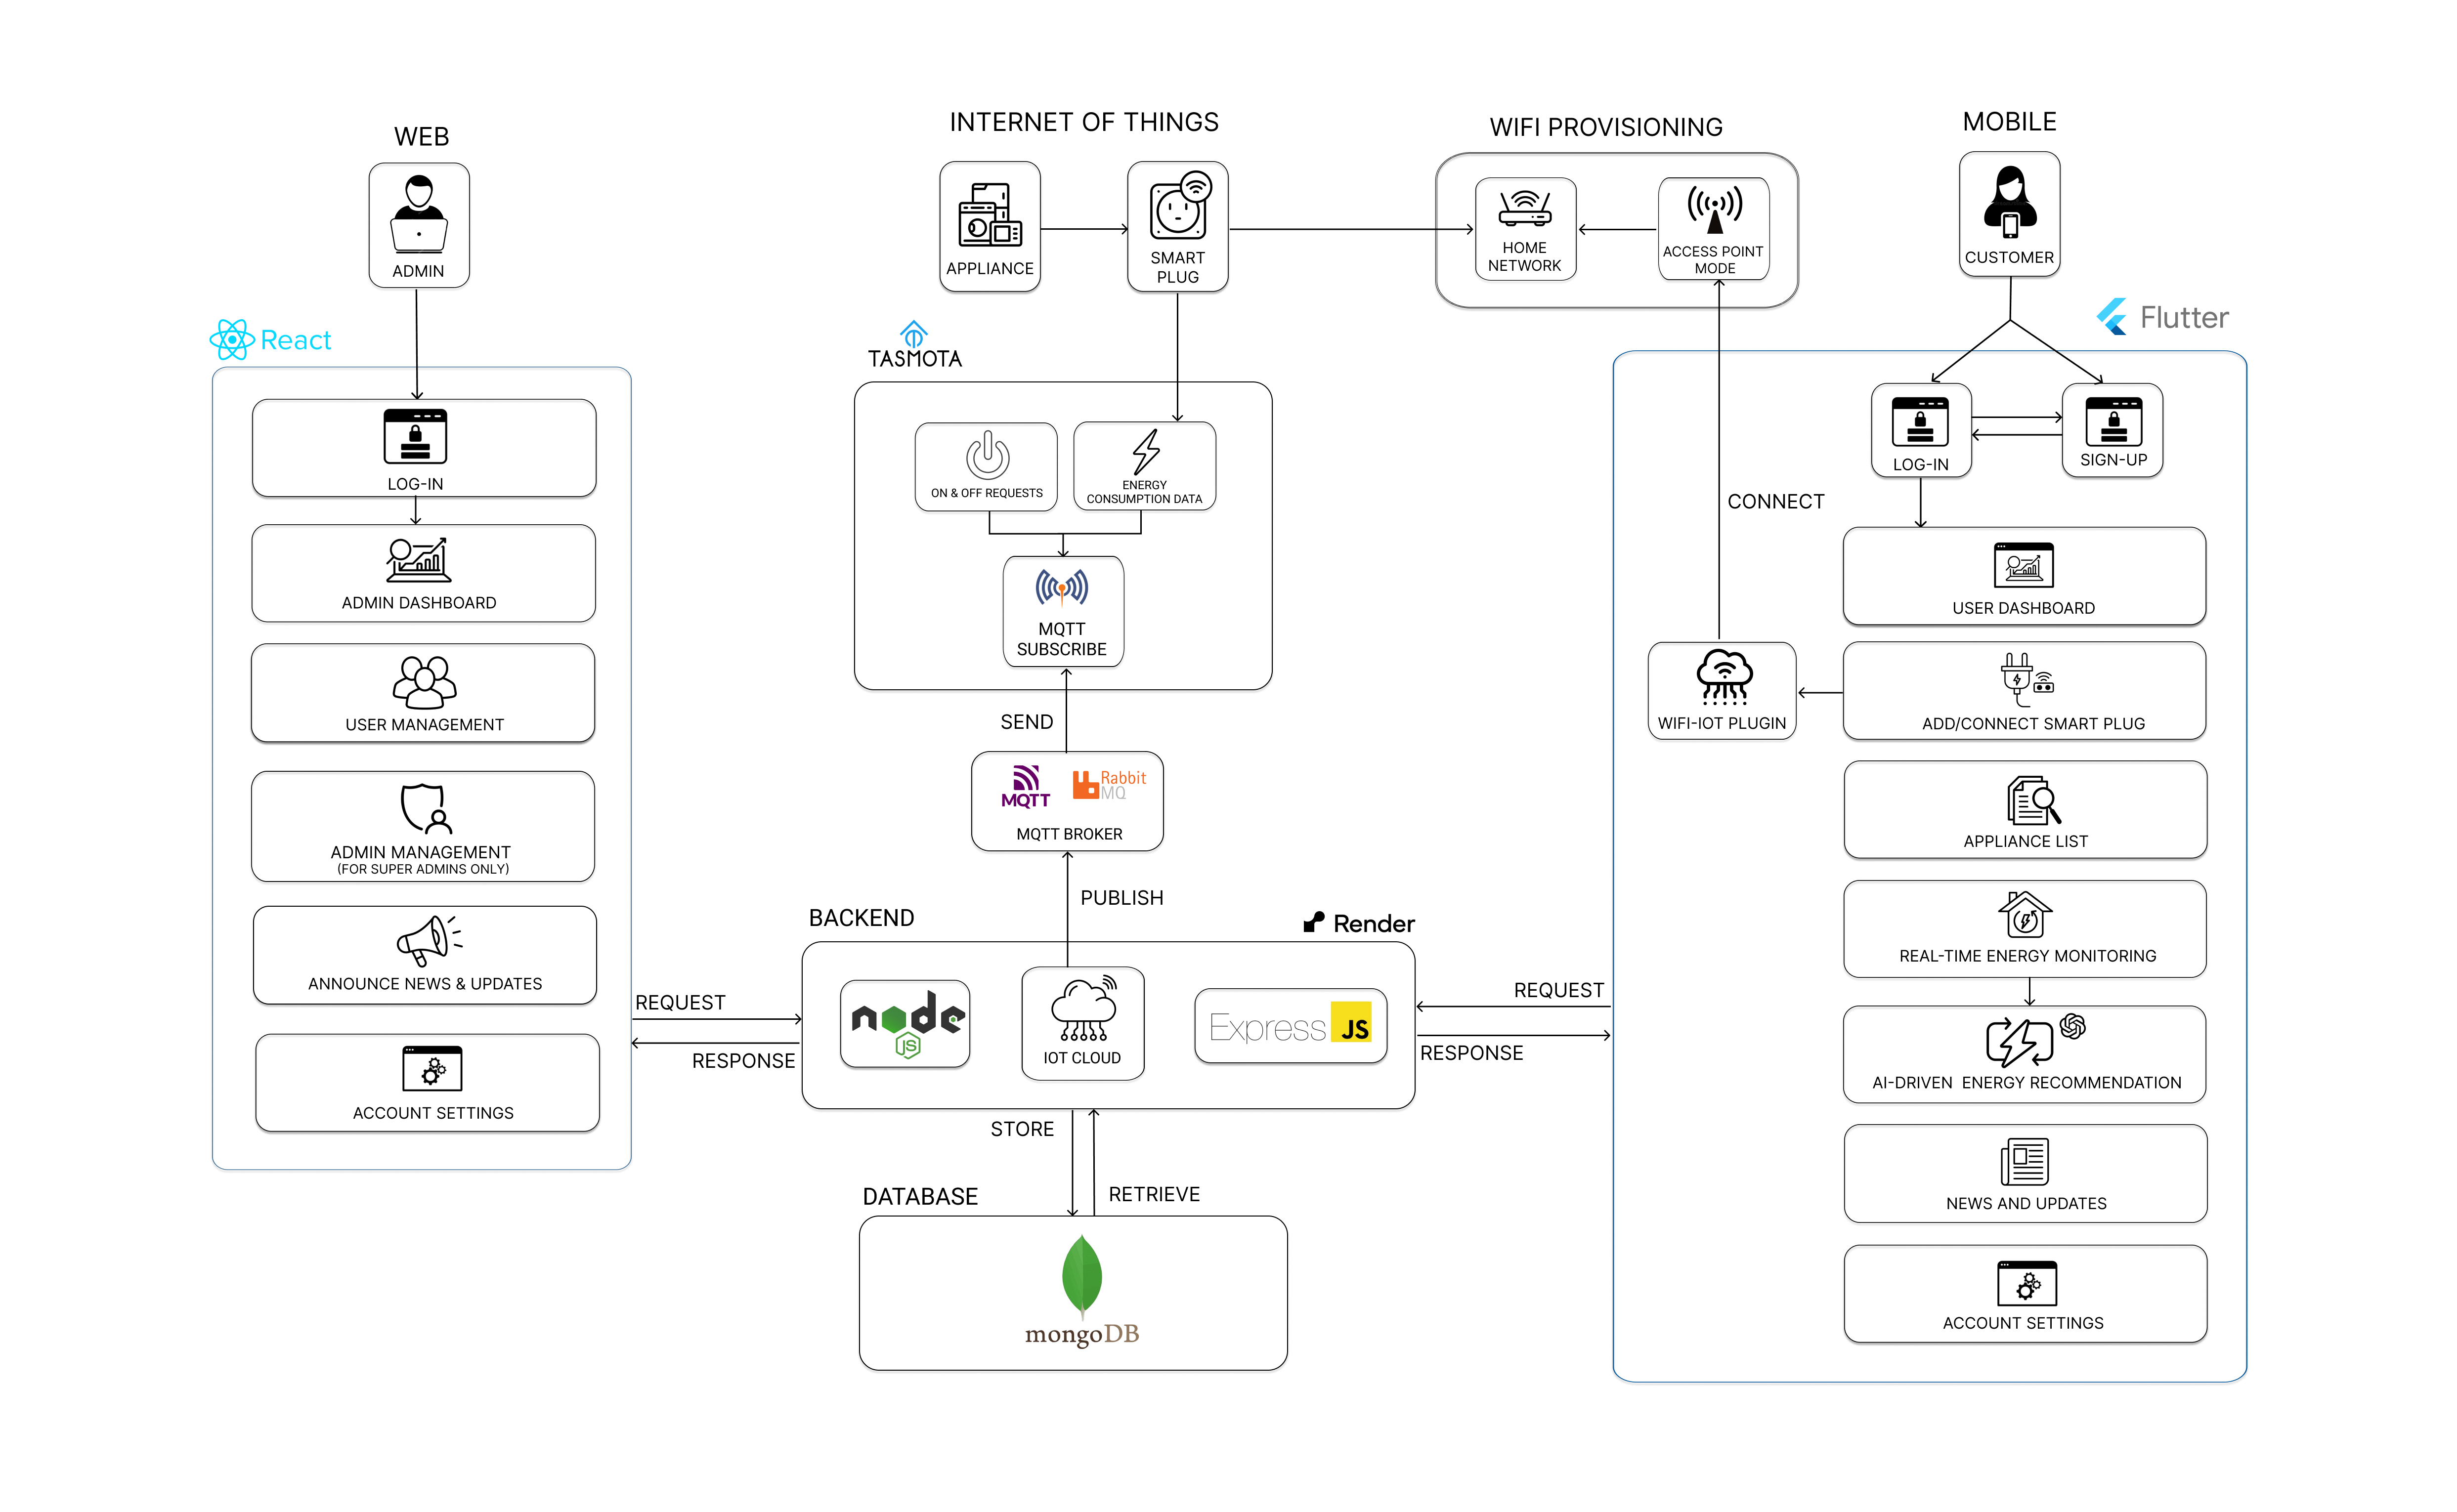 WEB
ADMIN
React
LOG-IN
ADMIN DASHBOARD
USER MANAGEMENT
ADMIN MANAGEMENT
(FOR SUPER ADMINS ONLY)
ANNOUNCE NEWS & UPDATES
ACCOUNT SETTINGS
REQUEST
RESPONSE
INTERNET OF THINGS
APPLIANCE
SMART
PLUG
TASMOTA
ON & OFF REQUESTS
ENERGY
CONSUMPTION DATA
MQTT
SUBSCRIBE
SEND
MQTT
Rabbit
MQ
MQTT BROKER
PUBLISH
BACKEND
Render
node
JS
IOT CLOUD
Express
JS
STORE
RETRIEVE
DATABASE
mongoDB
WIFI PROVISIONING
HOME
NETWORK
ACCESS POINT
MODE
CONNECT
REQUEST
RESPONSE
MOBILE
CUSTOMER
Flutter
LOG-IN
SIGN-UP
USER DASHBOARD
WIFI-IOT PLUGIN
ADD/CONNECT SMART PLUG
APPLIANCE LIST
REAL-TIME ENERGY MONITORING
AI-DRIVEN ENERGY RECOMMENDATION
NEWS AND UPDATES
ACCOUNT SETTINGS